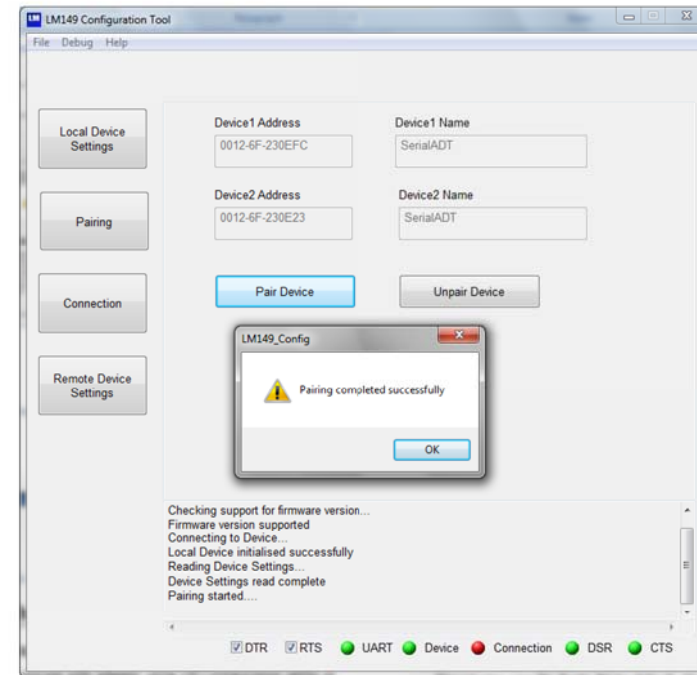 LM LM149 Configuration Tool
File Debug Help
Local Device
Settings
Pairing
Connection
Remote Device
Settings
Device1 Address
Device1 Name
0012-6F-230EFC
SerialADT
Device2 Address
Device2 Name
0012-6F-230E23
SerialADT
Pair Device
Unpair Device
LM149_Config
Pairing completed successfully
OK
Checking support for firmware version...
Firmware version supported
Connecting to Device...
Local Device initialised successfully
Reading Device Settings...
Device Settings read complete
Pairing started....
DTR RTS UART Device Connection DSR CTS